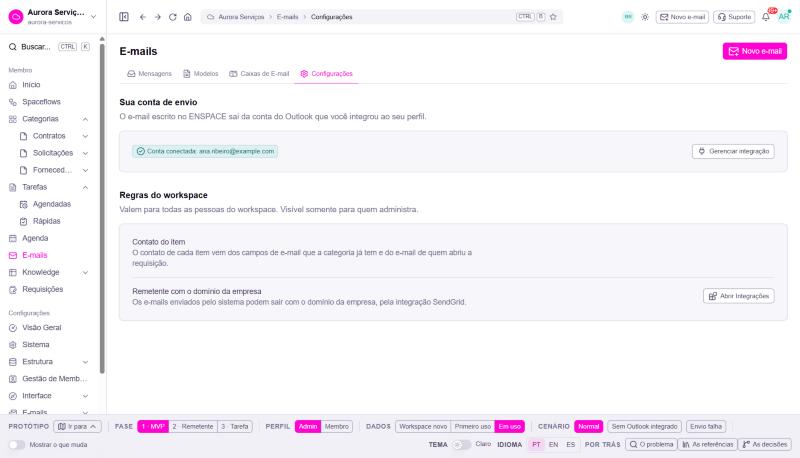 Aurora Serviç...
aurora-servicos
Aurora Serviços > E-mails > Configurações
CTRL B
BR
Novo e-mail
Suporte
AR
Buscar...
CTRL K
Membro
Início
Spaceflows
Categorias
Contratos
Solicitações
Forneced...
Tarefas
Agendadas
Rápidas
Agenda
E-mails
Knowledge
Requisições
Configurações
Visão Geral
Sistema
Estrutura
Gestão de Memb...
Interface
E-mails
E-mails
Novo e-mail
Mensagens
Modelos
Caixas de E-mail
Configurações
Sua conta de envio
O e-mail escrito no ENSPACE sai da conta do Outlook que você integrou ao seu perfil.
Conta conectada: ana.ribeiro@example.com
Gerenciar integração
Regras do workspace
Valem para todas as pessoas do workspace. Visível somente para quem administra.
Contato do item
O contato de cada item vem dos campos de e-mail que a categoria já tem e do e-mail de quem abriu a
requisição.
Remetente com o domínio da empresa
Os e-mails enviados pelo sistema podem sair com o domínio da empresa, pela integração SendGrid.
Abrir Integrações
PROTÓTIPO Ir para FASE 1 · MVP 2 · Remetente 3 · Tarefa PERFIL Admin Membro DADOS Workspace novo Primeiro uso Em uso CENÁRIO Normal Sem Outlook integrado Envio falha
Mostrar o que muda TEMA Claro IDIOMA PT EN ES POR TRÁS O problema As referências As decisões